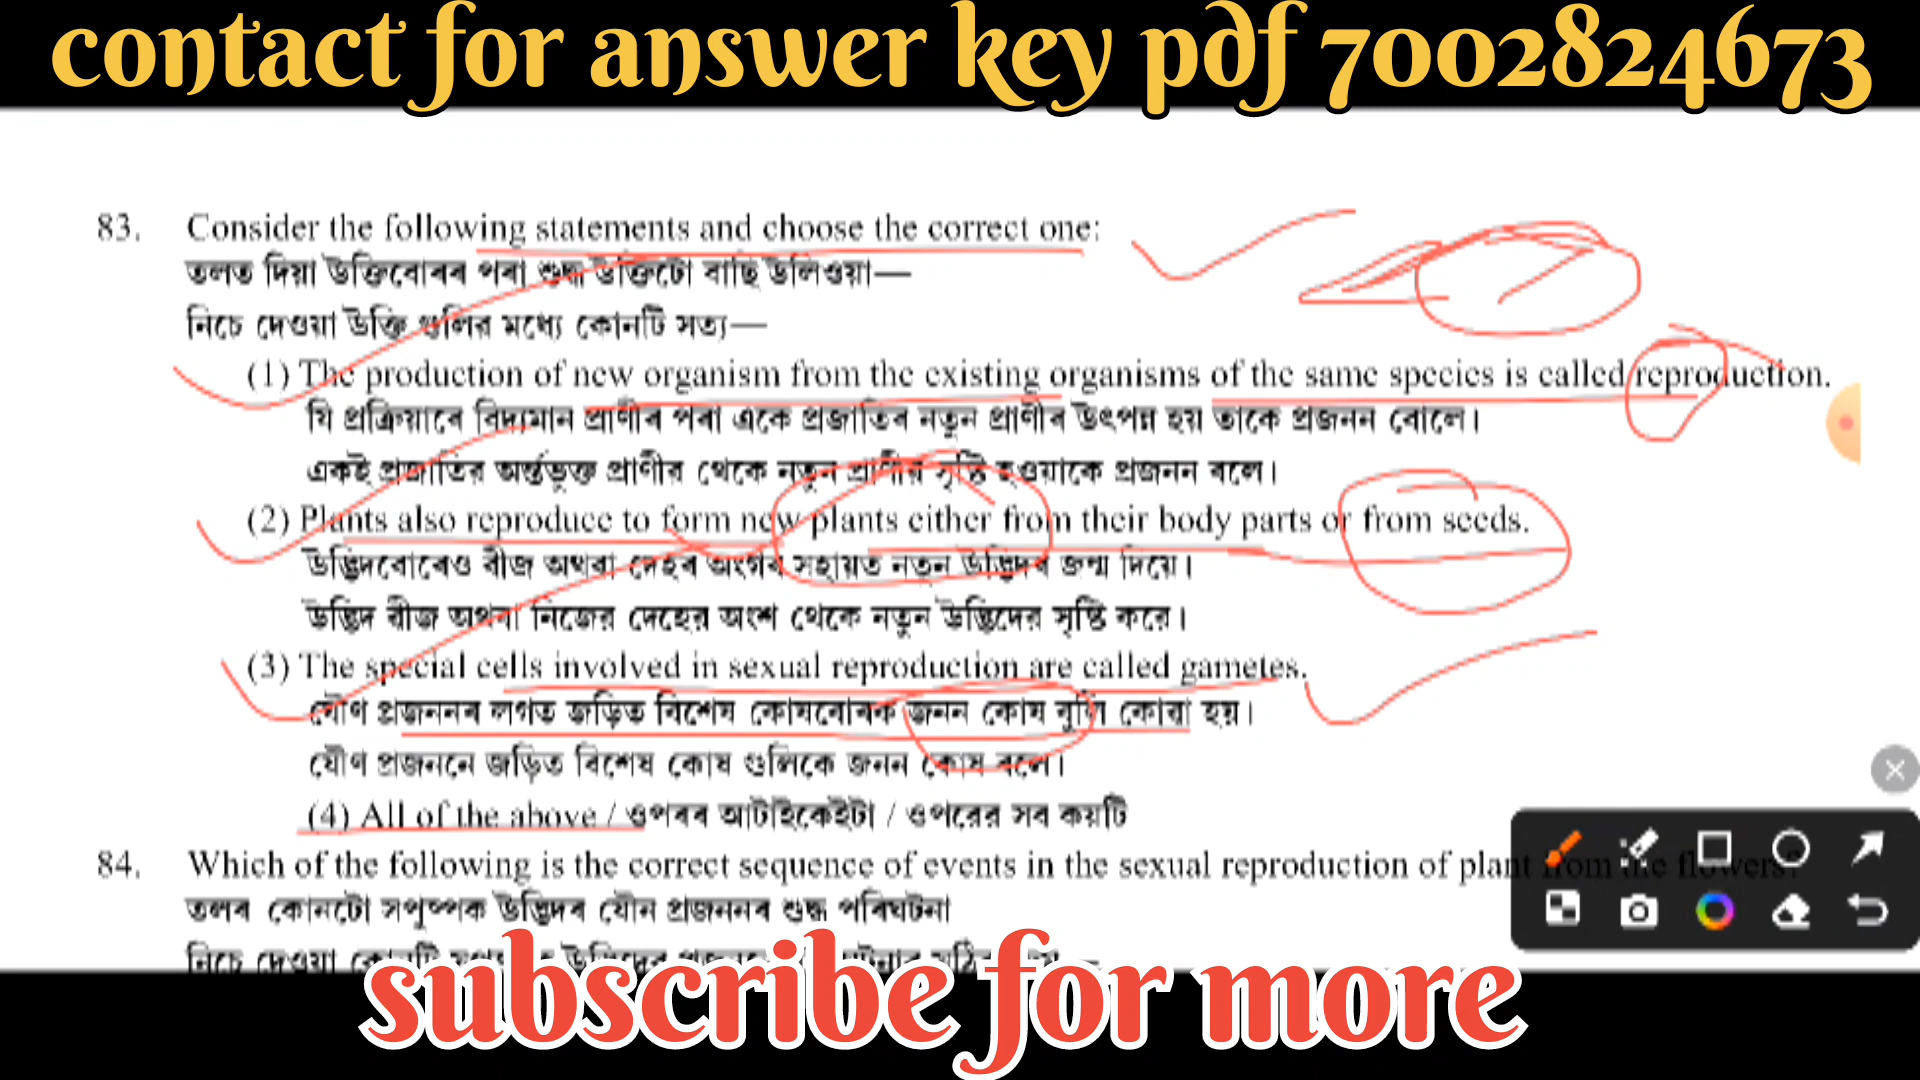 contact for answer key pdf 7002824673
83. Consider the following statements and choose the correct one:
তলত দিয়া উক্তিবোৰৰ পৰা শুদ্ধ উক্তিটো বাছি উলিওৱা—
নিচে দেওয়া উক্তি গুলির মধ্যে কোনটি সত্য—
(1) The production of new organism from the existing organisms of the same species is called reproduction.
যি প্ৰক্ৰিয়াৰে বিদ্যমান প্ৰাণীৰ পৰা একে প্ৰজাতিৰ নতুন প্ৰাণীৰ উৎপন্ন হয় তাকে প্ৰজনন বোলে।
একই প্রজাতির অর্ন্তভুক্ত প্রাণীর থেকে নতুন প্রাণীর সৃষ্টি হওয়াকে প্রজনন বলে।
(2) Plants also reproduce to form new plants either from their body parts or from seeds.
উদ্ভিদবোৰেও বীজ অথবা দেহৰ অংগৰ সহায়ত নতুন উদ্ভিদৰ জন্ম দিয়ে।
উদ্ভিদ বীজ অথবা নিজের দেহের অংশ থেকে নতুন উদ্ভিদের সৃষ্টি করে।
(3) The special cells involved in sexual reproduction are called gametes.
যৌণ প্ৰজননৰ লগত জড়িত বিশেষ কোষবোৰক জনন কোষ বুলি কোৱা হয়।
যৌণ প্রজননে জড়িত বিশেষ কোষ গুলিকে জনন কোষ বলে।
(4) All of the above / ওপৰৰ আটাইকেইটা / ওপরের সব কয়টি
84. Which of the following is the correct sequence of events in the sexual reproduction of plant from the flowers?
তলৰ কোনটো সপুষ্পক উদ্ভিদৰ যৌন প্ৰজননৰ শুদ্ধ পৰিঘটনা
নিচে দেওয়া
subscribe for more